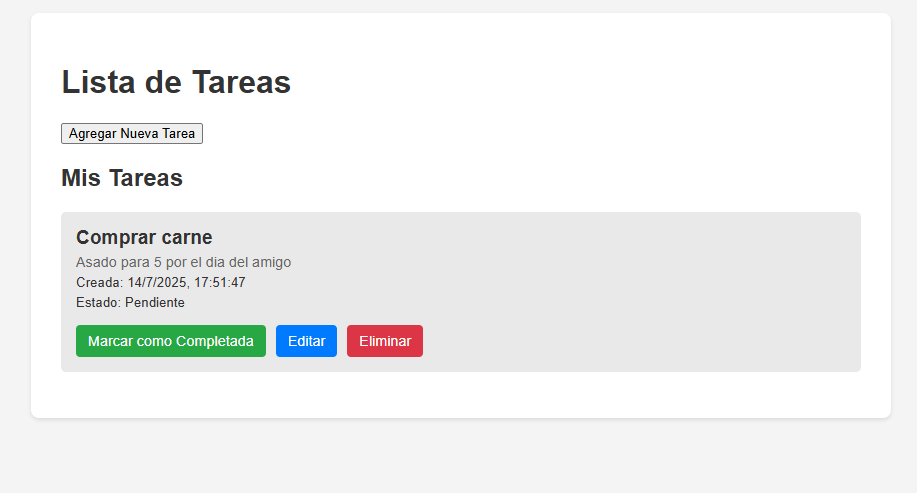 Lista de Tareas
Agregar Nueva Tarea
Mis Tareas
Comprar carne
Asado para 5 por el dia del amigo
Creada: 14/7/2025, 17:51:47
Estado: Pendiente
Marcar como Completada Editar Eliminar